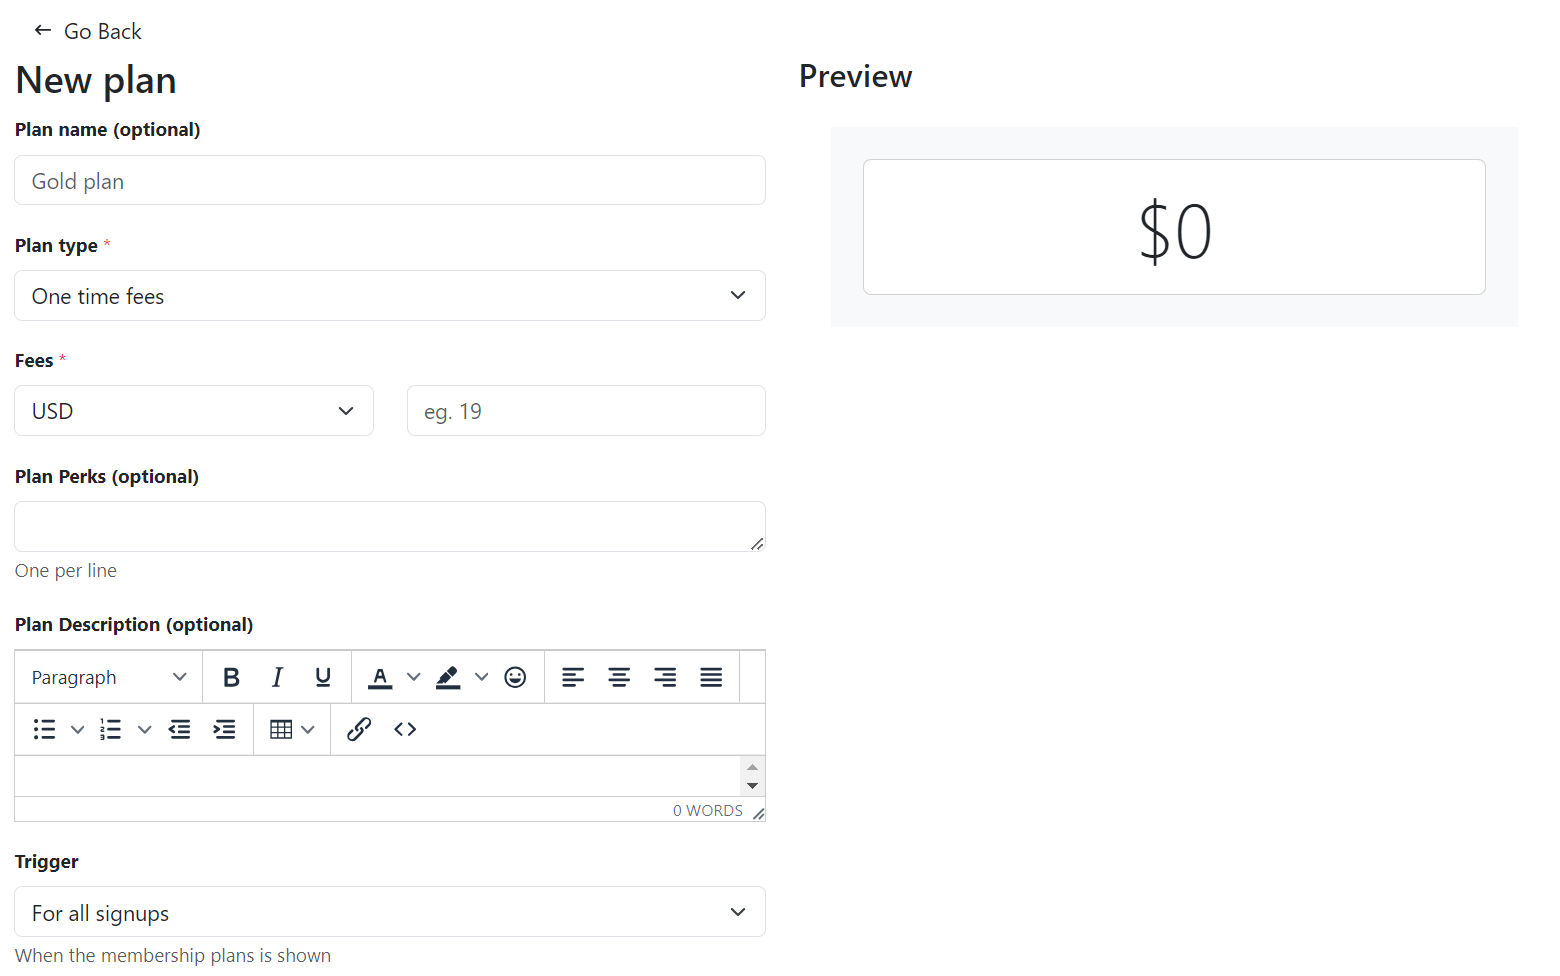 Go Back
New plan
Plan name (optional)
Gold plan
Plan type *
One time fees
Fees *
USD
eg. 19
Plan Perks (optional)
One per line
Plan Description (optional)
Paragraph
B I U A
0 WORDS
Trigger
For all signups
When the membership plans is shown
Preview
$0